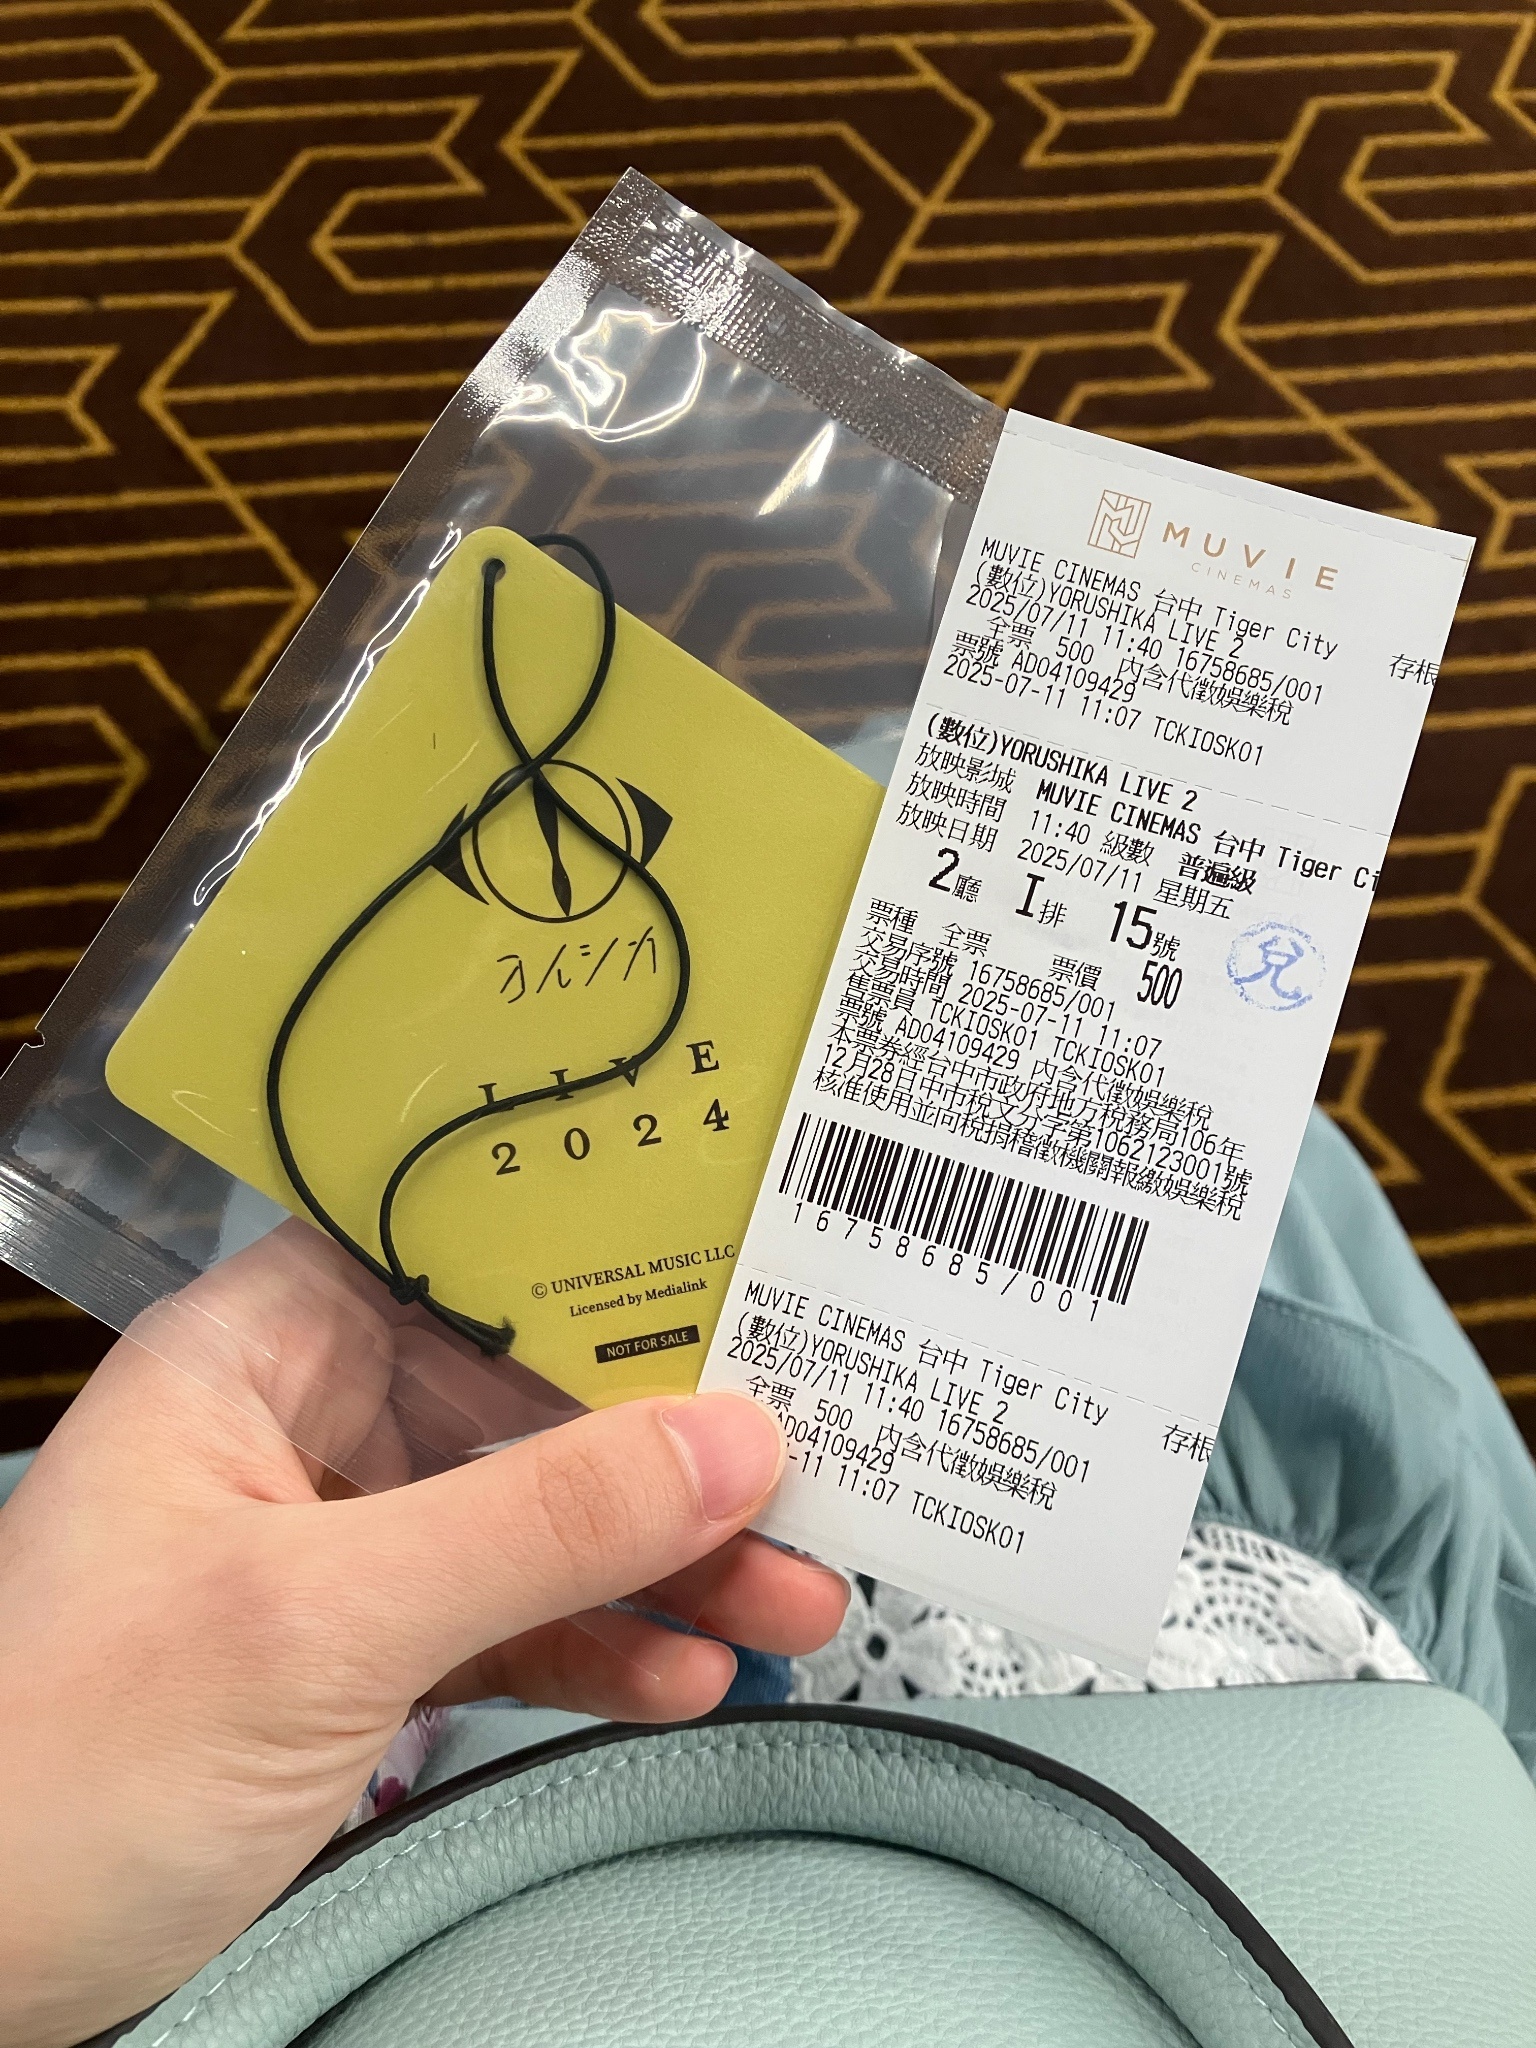 ヨルシカ
LIVE
2024
© UNIVERSAL MUSIC LLC
Licensed by Medialink
NOT FOR SALE
MUVIE
CINEMAS
MUVIE CINEMAS 台中 Tiger City
(數位)YORUSHIKA LIVE 2
2025/07/11 11:40 16758685/001 存根
全票 500 內含代徵娛樂稅
票號 AD04109429
2025-07-11 11:07 TCKIOSK01
(數位)YORUSHIKA LIVE 2
放映影城 MUVIE CINEMAS 台中 Tiger Ci
放映時間 11:40 級數 普遍級
放映日期 2025/07/11 星期五
2廳 I排 15號
票種 全票 票價 500
兌
交易序號 16758685/001
交易時間 2025-07-11 11:07
售票員 TCKIOSK01 TCKIOSK01
票號 AD04109429 內含代徵娛樂稅
本票券經台中市政府地方稅務局106年
12月28日中市稅文分字第1062123001號
核准使用並向稅捐稽徵機關報繳娛樂稅
16758685/001
MUVIE CINEMAS 台中 Tiger City
(數位)YORUSHIKA LIVE 2
2025/07/11 11:40 16758685/001 存根
全票 500 內含代徵娛樂稅
AD04109429
-11 11:07 TCKIOSK01